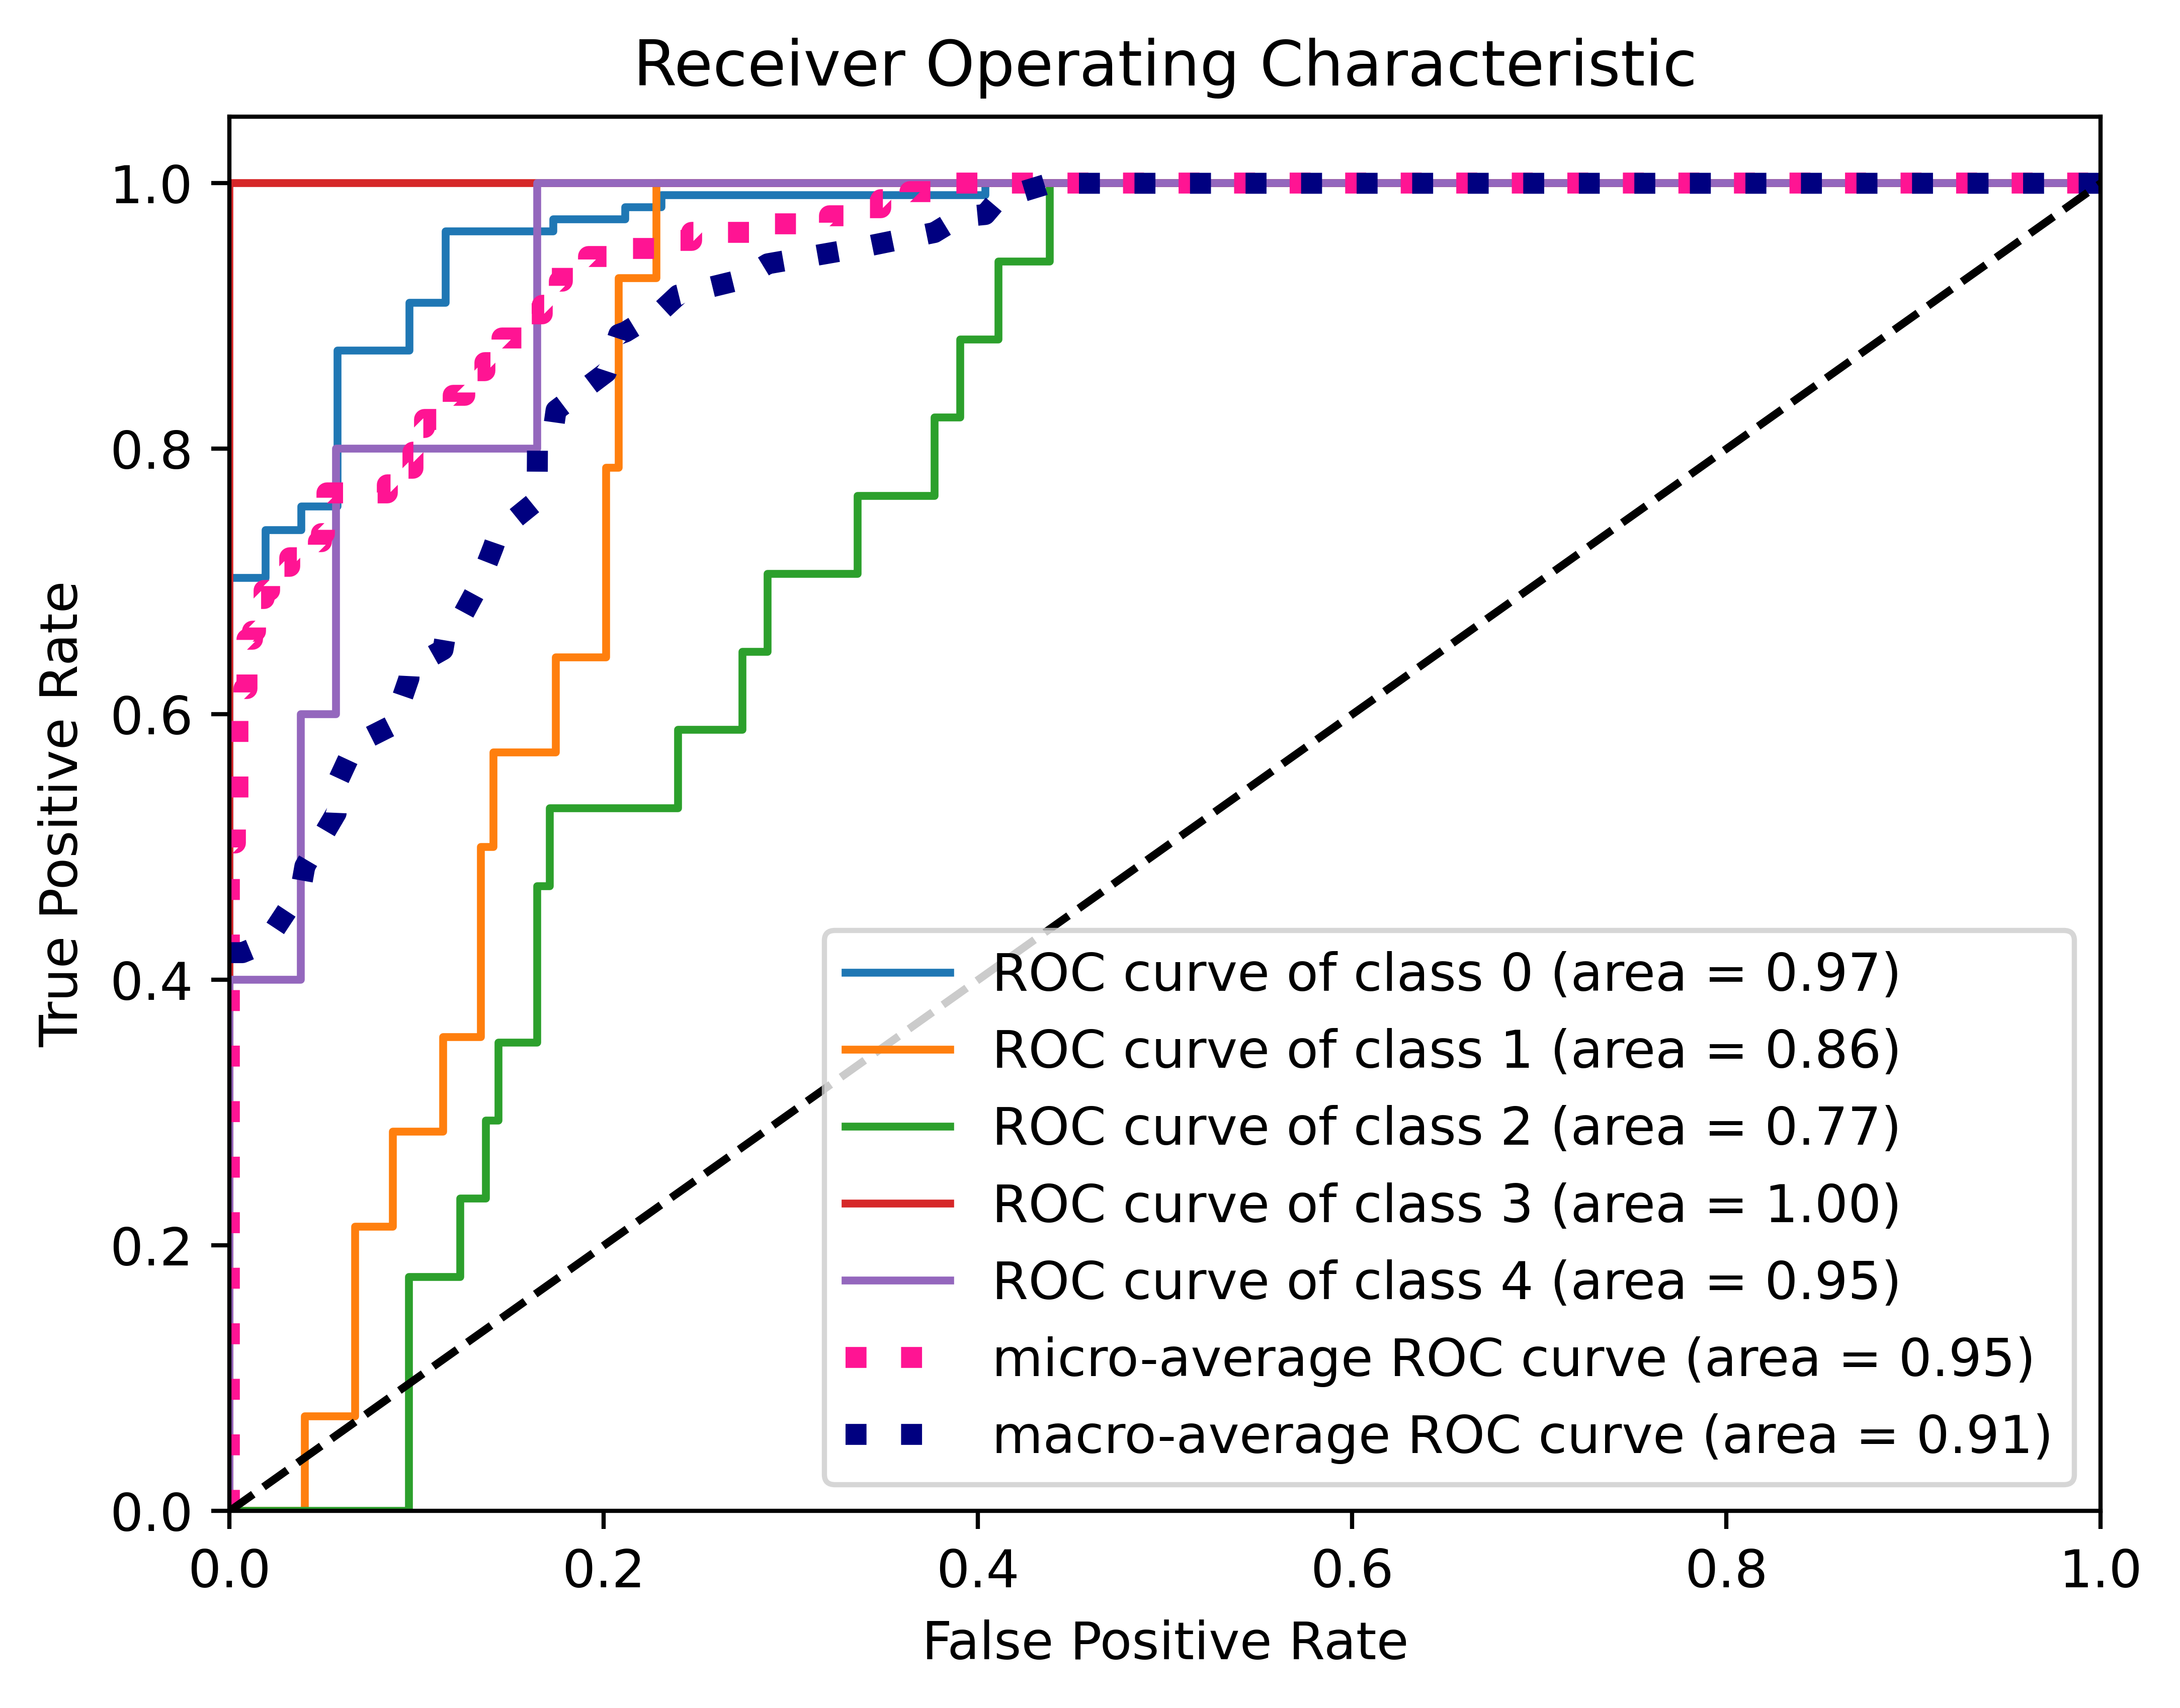 Receiver Operating Characteristic
True Positive Rate
1.0
0.8
0.6
0.4
0.2
0.0
ROC curve of class 0 (area = 0.97)
ROC curve of class 1 (area = 0.86)
ROC curve of class 2 (area = 0.77)
ROC curve of class 3 (area = 1.00)
ROC curve of class 4 (area = 0.95)
micro-average ROC curve (area = 0.95)
macro-average ROC curve (area = 0.91)
0.0 0.2 0.4 0.6 0.8 1.0
False Positive Rate